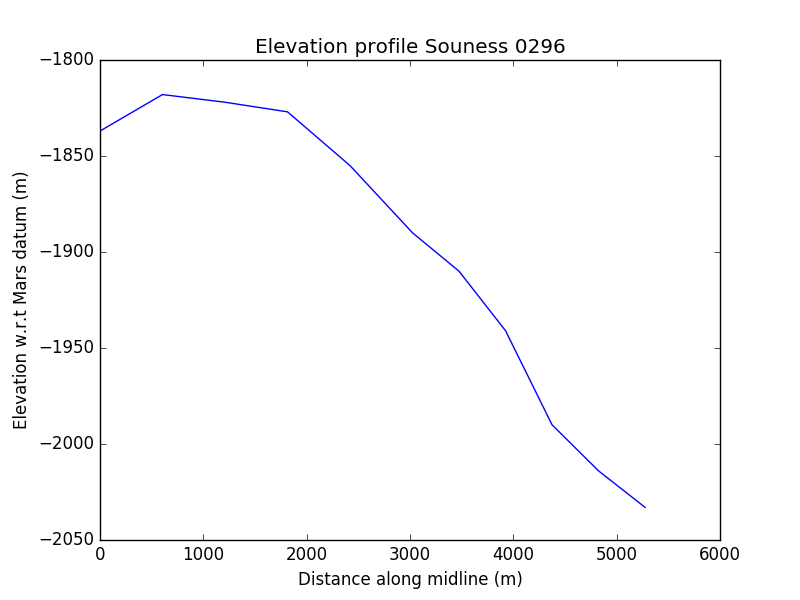 Elevation profile Souness 0296
−1800
−1850
−1900
−1950
−2000
−2050
Elevation w.r.t Mars datum (m)
0 1000 2000 3000 4000 5000 6000
Distance along midline (m)